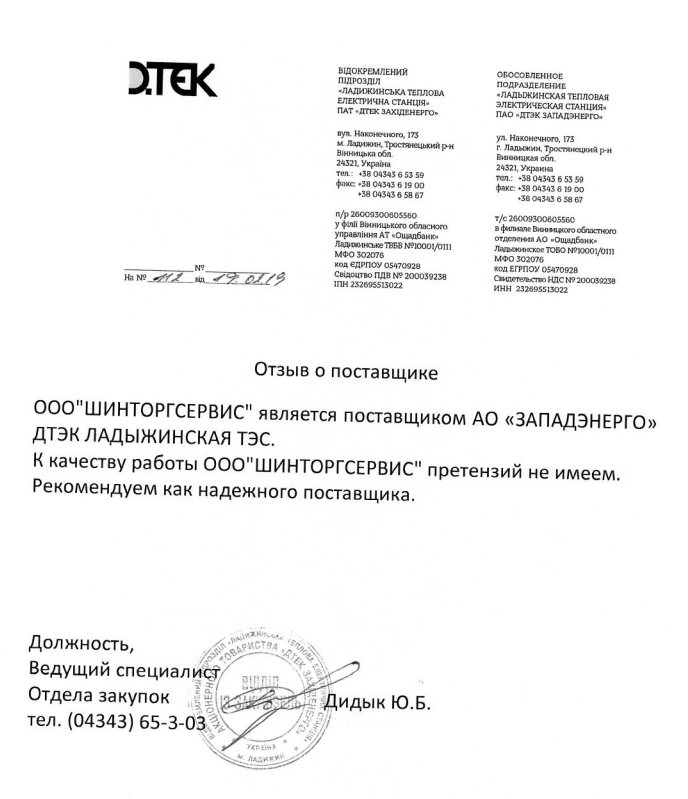 ДТЕК
ВІДОКРЕМЛЕНИЙ
ПІДРОЗДІЛ
«ЛАДИЖИНСЬКА ТЕПЛОВА
ЕЛЕКТРИЧНА СТАНЦІЯ»
ПАТ «ДТЕК ЗАХІДЕНЕРГО»
вул. Наконечного, 173
м. Ладижин, Тростянецький р-н
Вінницька обл.
24321, Україна
тел.: +38 04343 6 53 59
факс: +38 04343 6 19 00
+38 04343 6 58 67
п/р 26009300605560
у філії Вінницького обласного
управління АТ «Ощадбанк»
Ладижинське ТВБВ №10001/0111
МФО 302076
код ЄДРПОУ 05470928
Свідоцтво ПДВ № 200039238
ІПН 232695513022
ОБОСОБЛЕННОЕ
ПОДРАЗДЕЛЕНИЕ
«ЛАДЫЖИНСКАЯ ТЕПЛОВАЯ
ЭЛЕКТРИЧЕСКАЯ СТАНЦИЯ»
ПАО «ДТЭК ЗАПАДЭНЕРГО»
ул. Наконечного, 173
г. Ладыжин, Тростянецкий р-н
Винницкая обл.
24321, Украина
тел.: +38 04343 6 53 59
факс: +38 04343 6 19 00
+38 04343 6 58 67
т/с 26009300605560
в филиале Винницкого областного
отделения АО «Ощадбанк»
Ладыжинское ТОБО №10001/0111
МФО 302076
код ЕГРПОУ 05470928
Свидетельство НДС № 200039238
ИНН 232695513022
№
На № 112 від 19.02.19
Отзыв о поставщике
ООО"ШИНТОРГСЕРВИС" является поставщиком АО «ЗАПАДЭНЕРГО»
ДТЭК ЛАДЫЖИНСКАЯ ТЭС.
К качеству работы ООО"ШИНТОРГСЕРВИС" претензий не имеем.
Рекомендуем как надежного поставщика.
Должность,
Ведущий специалист
Отдела закупок Дидык Ю.Б.
тел. (04343) 65-3-03
АКЦІОНЕРНОГО ТОВАРИСТВА «ДТЕК ЗАХІДЕНЕРГО»
ВІДДІЛ
ІЗ ЗАКУПІВЕЛЬ
УКРАЇНА
м. ЛАДИЖИН